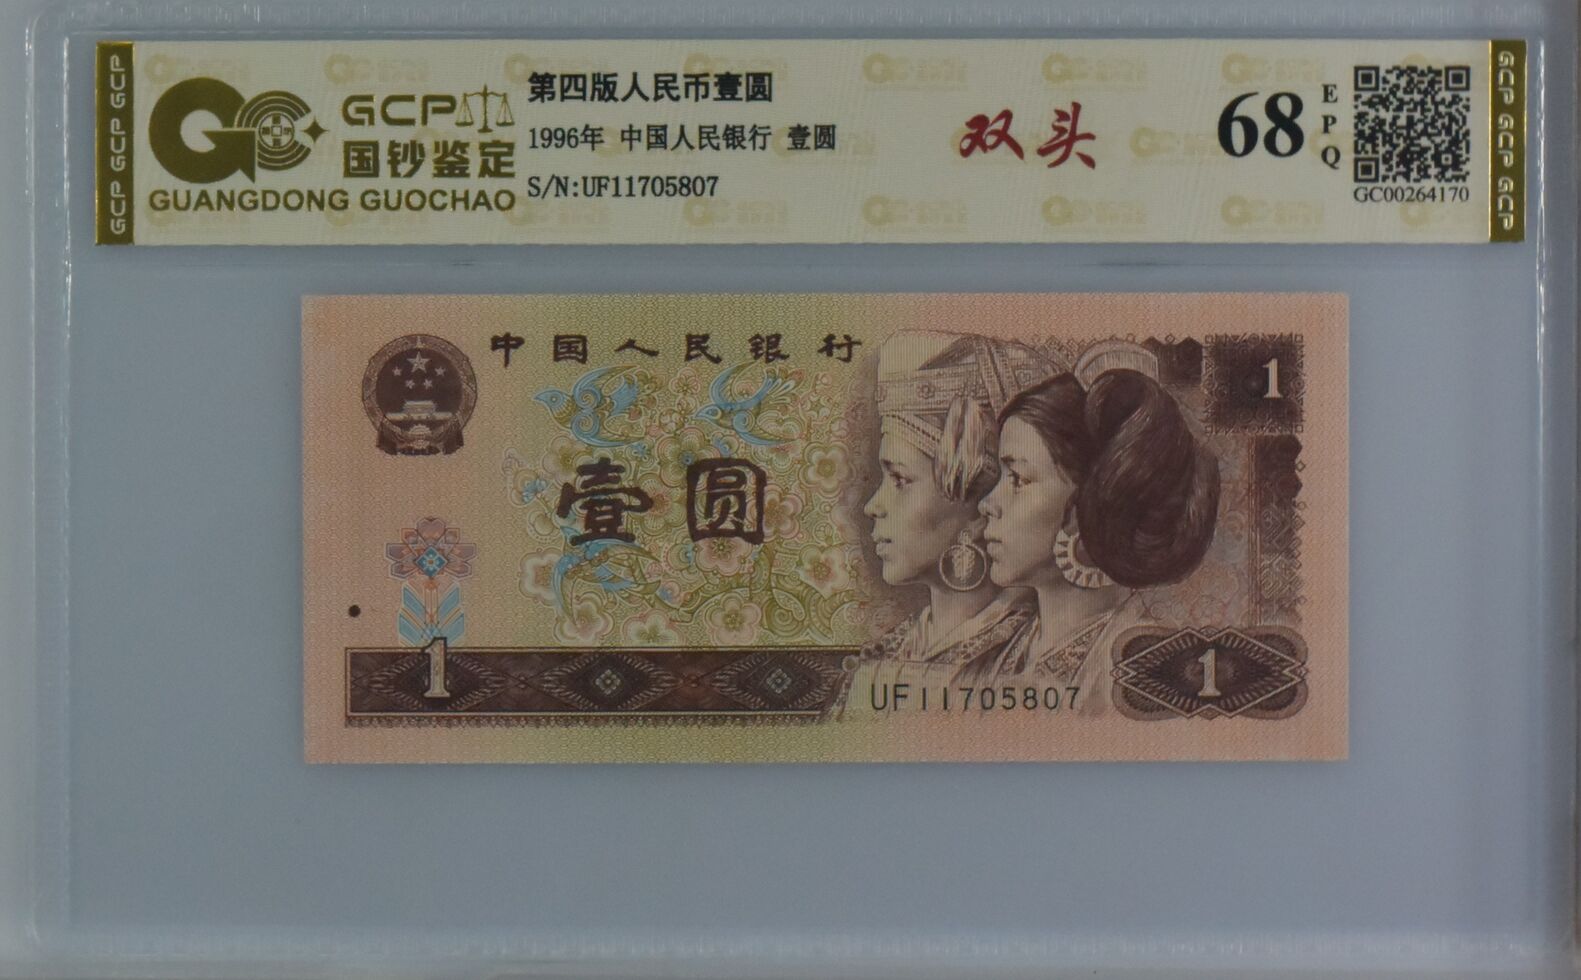 GCP GCP GCP
GCP
国钞鉴定
GUANGDONG GUOCHAO
第四版人民币壹圆
1996年 中国人民银行 壹圆
S/N:UF11705807
双头
68
EPQ
GC00264170
GCP GCP GCP
中国人民银行
1
壹圆
1
UF11705807
1